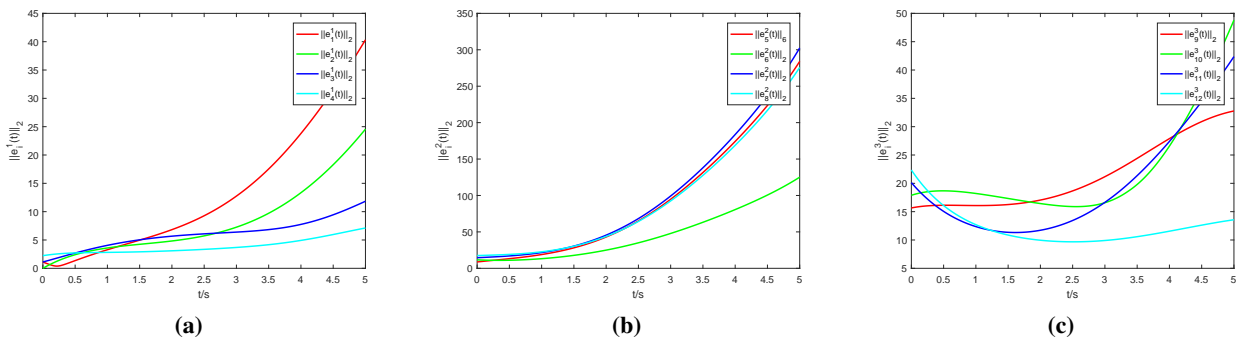 45
40
35
30
25
20
15
10
5
0
||e_i^1(t)||_2
0 0.5 1 1.5 2 2.5 3 3.5 4 4.5 5
t/s
||e_1^1(t)||_2
||e_2^1(t)||_2
||e_3^1(t)||_2
||e_4^1(t)||_2
(a)
350
300
250
200
150
100
50
0
||e_i^2(t)||_2
0 0.5 1 1.5 2 2.5 3 3.5 4 4.5 5
t/s
||e_5^2(t)||_6
||e_6^2(t)||_2
||e_7^2(t)||_2
||e_8^2(t)||_2
(b)
50
45
40
35
30
25
20
15
10
5
||e_i^3(t)||_2
0 0.5 1 1.5 2 2.5 3 3.5 4 4.5 5
t/s
||e_9^3(t)||_2
||e_10^3(t)||_2
||e_11^3(t)||_2
||e_12^3(t)||_2
(c)